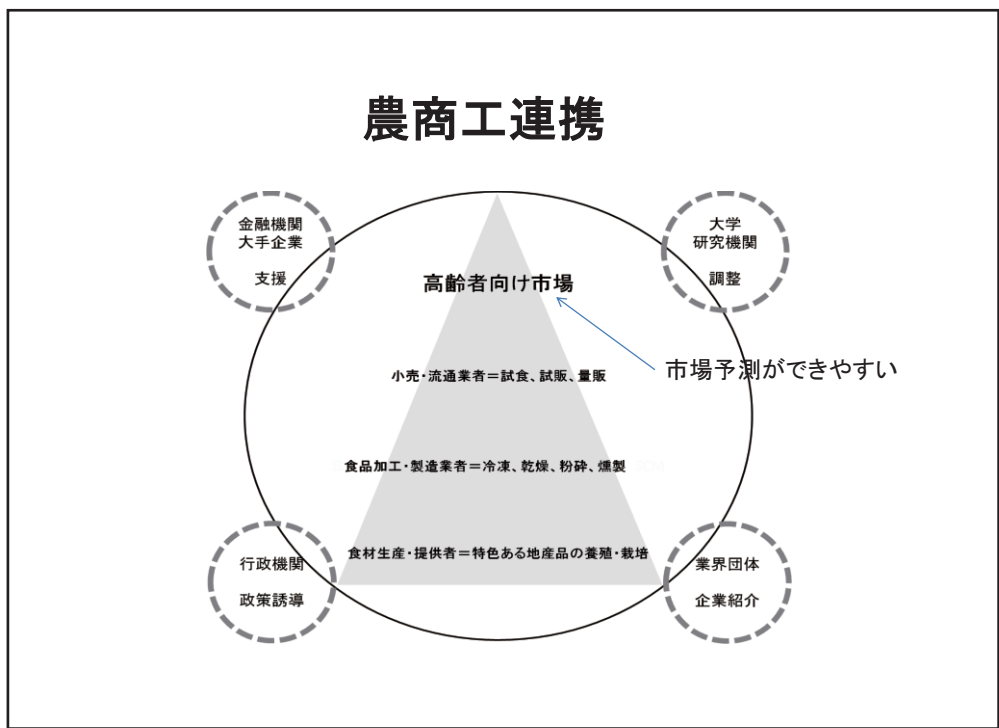 農商工連携
金融機関
大手企業
支援
大学
研究機関
調整
高齢者向け市場
市場予測ができやすい
小売・流通業者＝試食、試販、量販
食品加工・製造業者＝冷凍、乾燥、粉砕、燻製
食材生産・提供者＝特色ある地産品の養殖・栽培
行政機関
政策誘導
業界団体
企業紹介